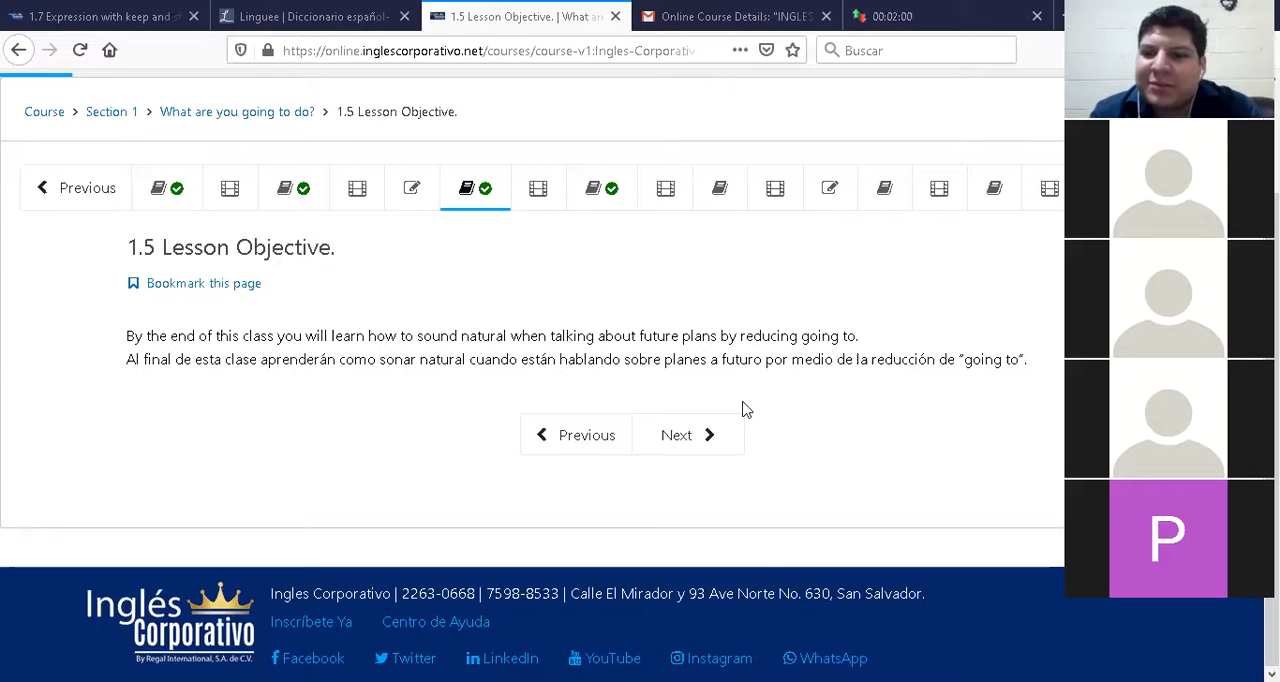 1.7 Expression with keep and s
Linguee | Diccionario español-
1.5 Lesson Objective. | What a
Online Course Details: "INGLES
00:02:00
https://online.inglescorporativo.net/courses/course-v1:Ingles-Corporativ
Buscar
Course > Section 1 > What are you going to do? > 1.5 Lesson Objective.
Previous
1.5 Lesson Objective.
Bookmark this page
By the end of this class you will learn how to sound natural when talking about future plans by reducing going to.
Al final de esta clase aprenderán como sonar natural cuando están hablando sobre planes a futuro por medio de la reducción de "going to".
Previous
Next
P
Inglés Corporativo
By Regal International, S.A. de C.V.
Ingles Corporativo | 2263-0668 | 7598-8533 | Calle El Mirador y 93 Ave Norte No. 630, San Salvador.
Inscríbete Ya
Centro de Ayuda
Facebook
Twitter
LinkedIn
YouTube
Instagram
WhatsApp